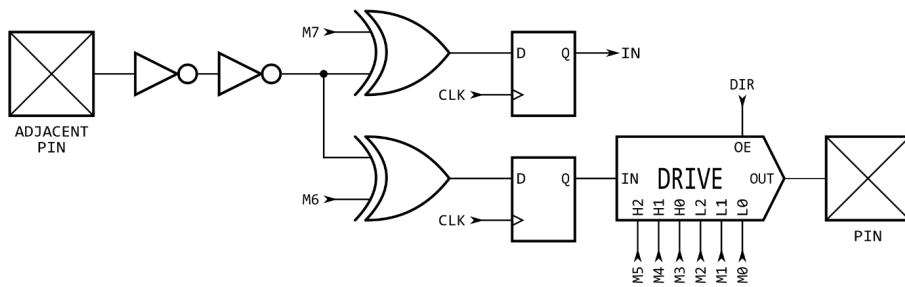 M7
D
Q
IN
CLK
ADJACENT
PIN
DIR
OE
D
Q
IN
DRIVE
OUT
M6
CLK
H2
H1
H0
L2
L1
L0
PIN
M5
M4
M3
M2
M1
M0